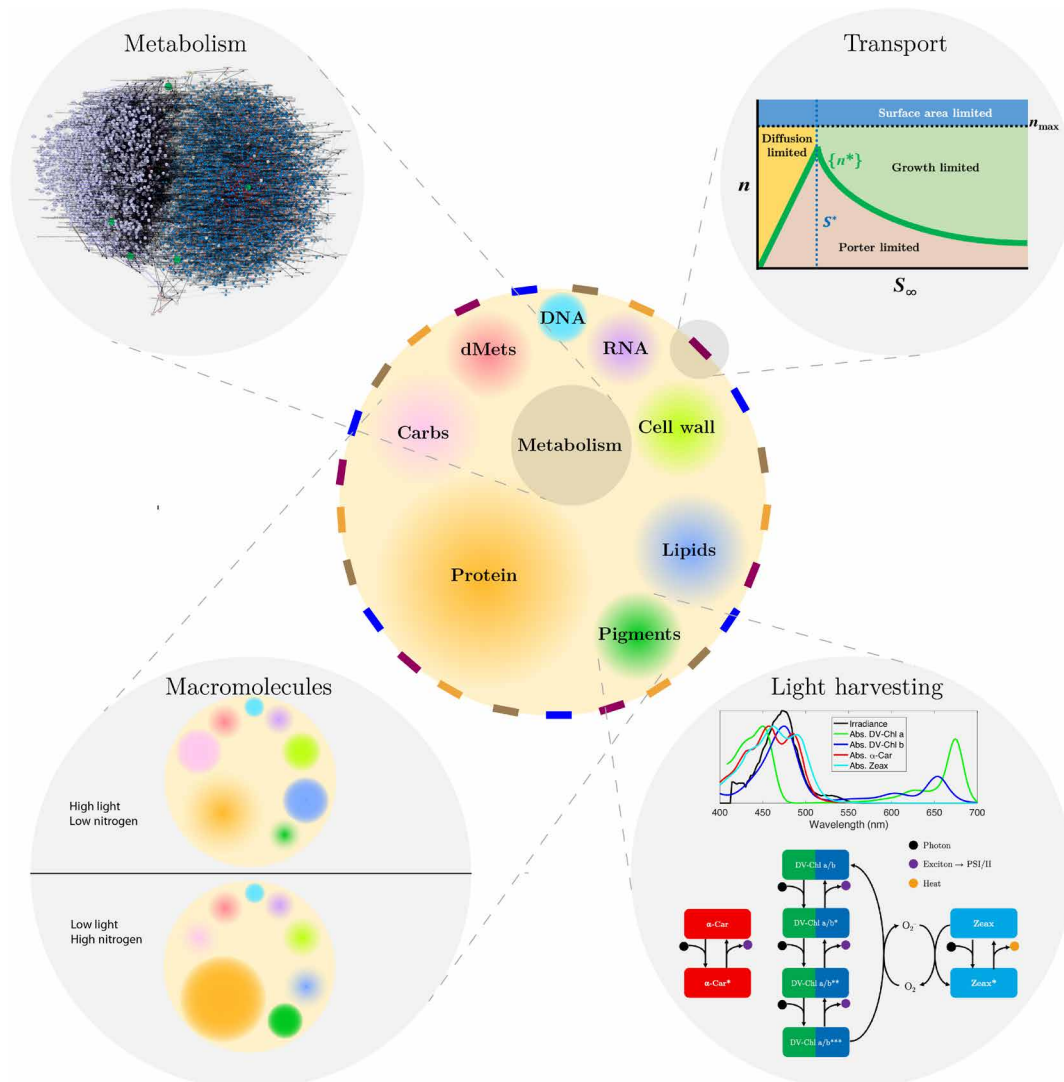 Metabolism
Transport
Surface area limited
n_max
Diffusion
limited
{n*}
Growth limited
n
S*
Porter limited
S∞
DNA
dMets
RNA
Carbs
Cell wall
Metabolism
Lipids
Protein
Pigments
Macromolecules
High light
Low nitrogen
Low light
High nitrogen
Light harvesting
Irradiance
Abs. DV-Chl a
Abs. DV-Chl b
Abs. α-Car
Abs. Zeax
400 450 500 550 600 650 700
Wavelength (nm)
Photon
Exciton → PSI/II
Heat
DV-Chl a/b
α-Car
DV-Chl a/b*
O₂⁻
Zeax
α-Car*
DV-Chl a/b**
O₂
Zeax*
DV-Chl a/b***